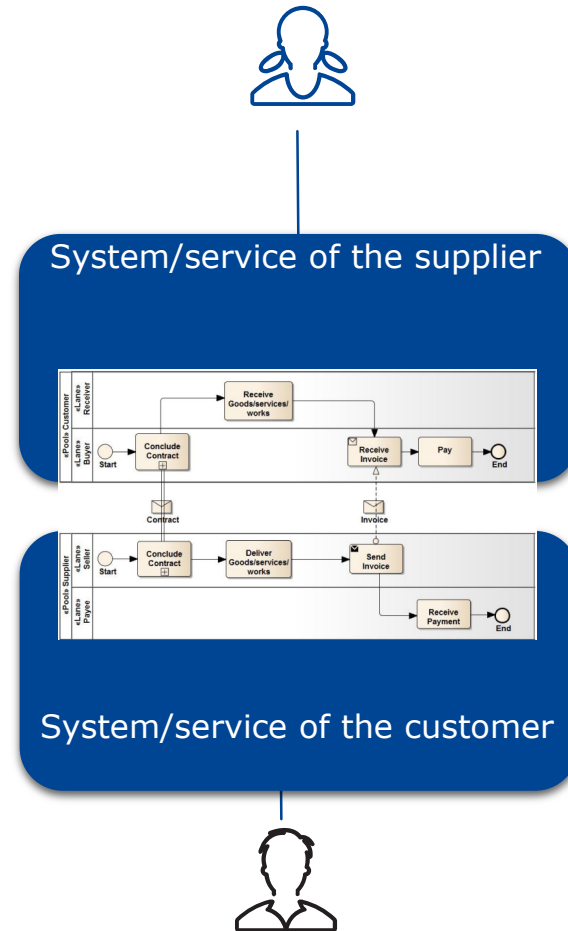 System/service of the supplier
«Pool» Customer
«Lane»
Receiver
Receive
Goods/services/
works
«Lane»
Buyer
Start
Conclude
Contract
Receive
Invoice
Pay
End
Contract
Invoice
«Pool» Supplier
«Lane»
Seller
Start
Conclude
Contract
Deliver
Goods/services/
works
Send
Invoice
«Lane»
Payee
Receive
Payment
End
System/service of the customer